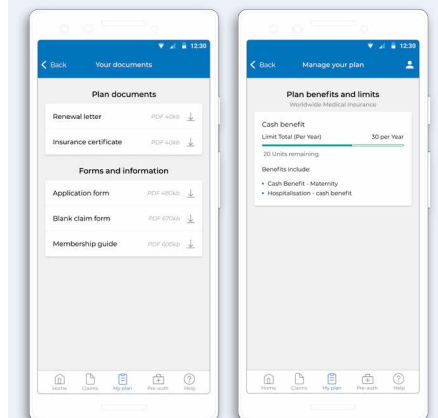 12:30
Back Your documents
Plan documents
Renewal letter PDF 40kb
Insurance certificate PDF 40kb
Forms and information
Application form PDF 480kb
Blank claim form PDF 670kb
Membership guide PDF 600kb
Home Claims My plan Pre-auth Help
12:30
Back Manage your plan
Plan benefits and limits
Worldwide Medical Insurance
Cash benefit
Limit Total (Per Year) 30 per Year
20 Units remaining
Benefits include:
• Cash Benefit - Maternity
• Hospitalisation - cash benefit
Home Claims My plan Pre-auth Help